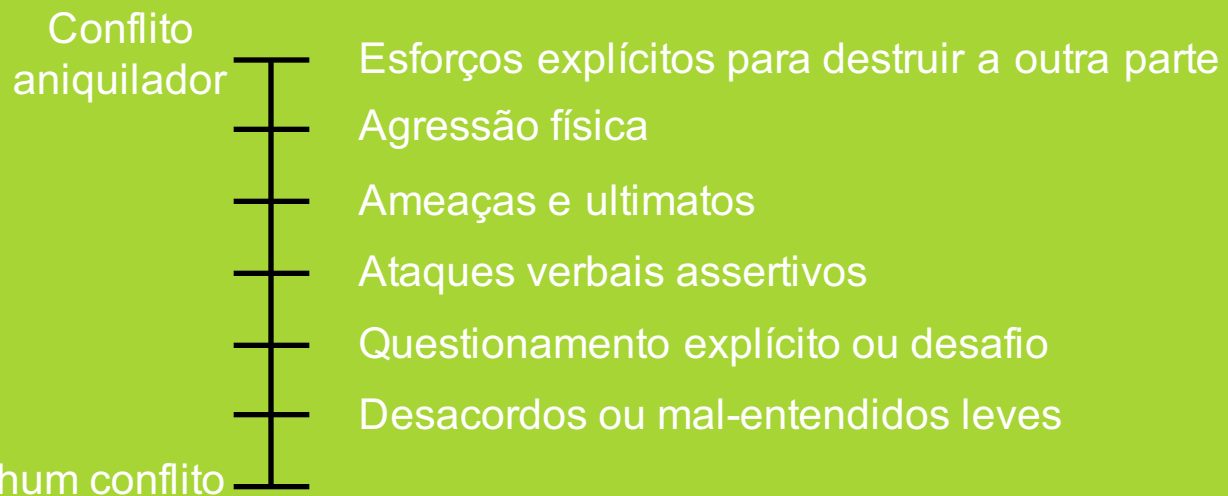 Conflito
aniquilador
Esforços explícitos para destruir a outra parte
Agressão física
Ameaças e ultimatos
Ataques verbais assertivos
Questionamento explícito ou desafio
Desacordos ou mal-entendidos leves
hum conflito